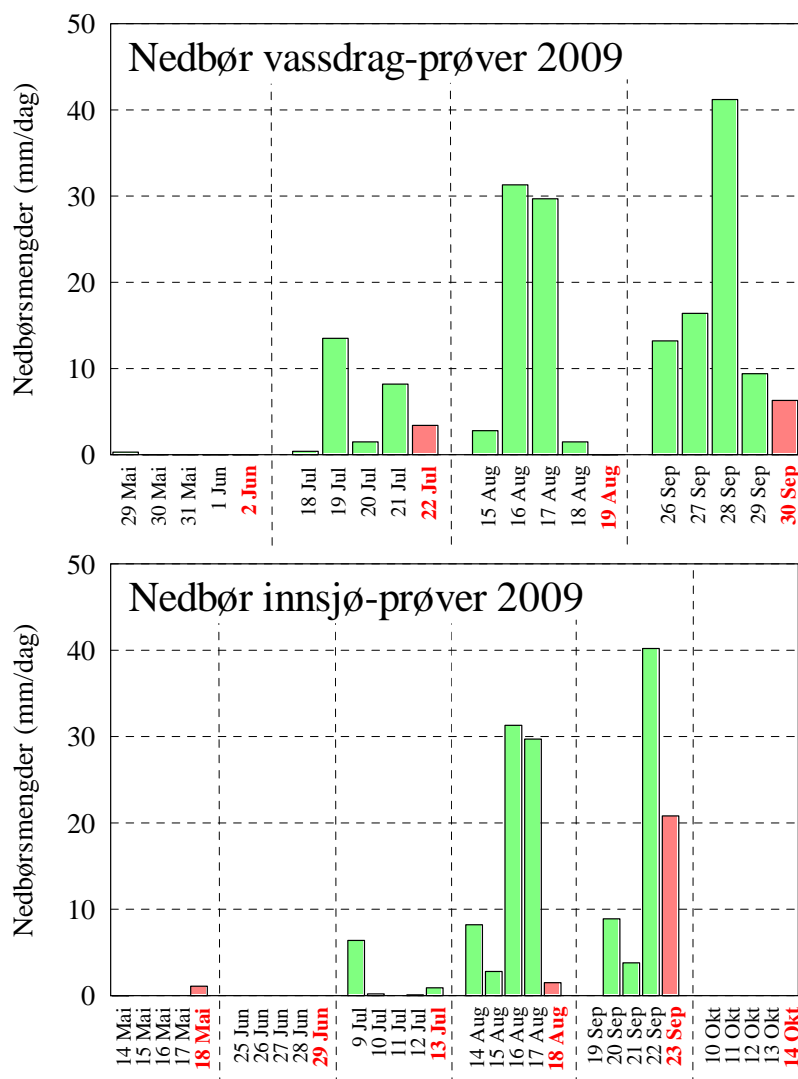 Nedbør vassdrag-prøver 2009
Nedbørsmengder (mm/dag)
50
40
30
20
10
0
29 Mai
30 Mai
31 Mai
1 Jun
2 Jun
18 Jul
19 Jul
20 Jul
21 Jul
22 Jul
15 Aug
16 Aug
17 Aug
18 Aug
19 Aug
26 Sep
27 Sep
28 Sep
29 Sep
30 Sep
Nedbør innsjø-prøver 2009
Nedbørsmengder (mm/dag)
50
40
30
20
10
0
14 Mai
15 Mai
16 Mai
17 Mai
18 Mai
25 Jun
26 Jun
27 Jun
28 Jun
29 Jun
9 Jul
10 Jul
11 Jul
12 Jul
13 Jul
14 Aug
15 Aug
16 Aug
17 Aug
18 Aug
19 Sep
20 Sep
21 Sep
22 Sep
23 Sep
10 Okt
11 Okt
12 Okt
13 Okt
14 Okt